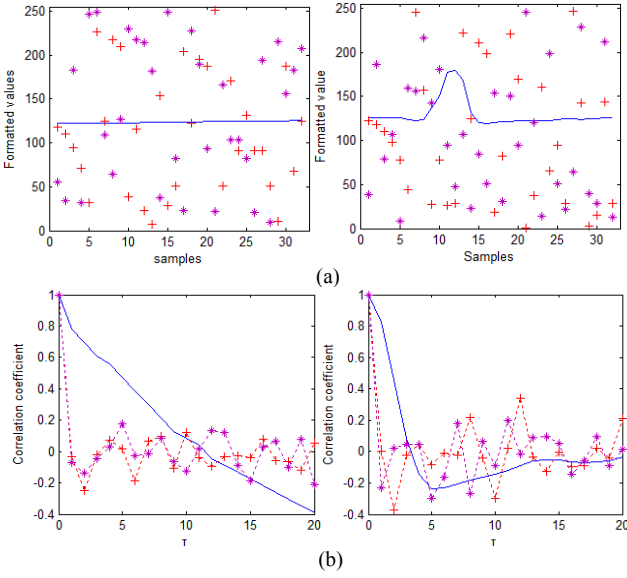 250
200
150
100
50
0
Formatted values
0 5 10 15 20 25 30
samples
250
200
150
100
50
0
Formatted value
0 5 10 15 20 25 30
Samples
(a)
1
0.8
0.6
0.4
0.2
0
-0.2
-0.4
Correlation coefficient
0 5 10 15 20
τ
1
0.8
0.6
0.4
0.2
0
-0.2
-0.4
Correlation coefficient
0 5 10 15 20
τ
(b)